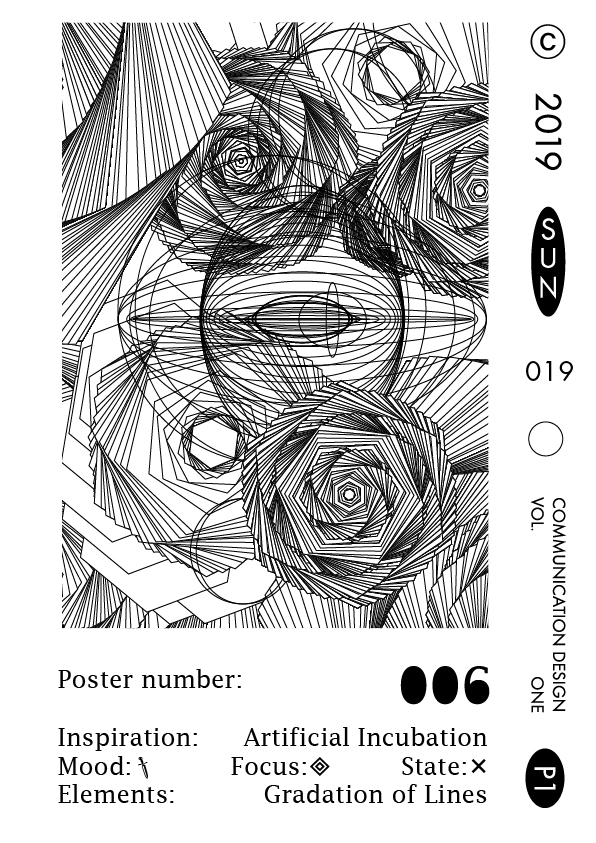 Poster number: 006
Inspiration: Artificial Incubation
Mood: Focus: State:×
Elements: Gradation of Lines
©
2019
SUN
019
COMMUNICATION DESIGN
VOL. ONE
P1